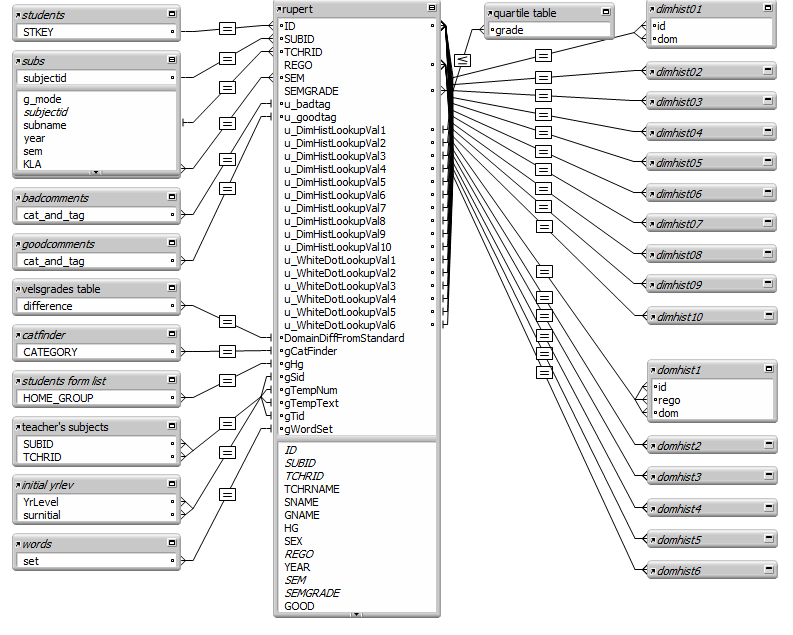 students
STKEY
subs
subjectid
g_mode
subjectid
subname
year
sem
KLA
badcomments
cat_and_tag
goodcomments
cat_and_tag
velsgrades table
difference
catfinder
CATEGORY
students form list
HOME_GROUP
teacher's subjects
SUBID
TCHRID
initial yrlev
YrLevel
surnitial
words
set
rupert
ID
SUBID
TCHRID
REGO
SEM
SEMGRADE
u_badtag
u_goodtag
u_DimHistLookupVal1
u_DimHistLookupVal2
u_DimHistLookupVal3
u_DimHistLookupVal4
u_DimHistLookupVal5
u_DimHistLookupVal6
u_DimHistLookupVal7
u_DimHistLookupVal8
u_DimHistLookupVal9
u_DimHistLookupVal10
u_WhiteDotLookupVal1
u_WhiteDotLookupVal2
u_WhiteDotLookupVal3
u_WhiteDotLookupVal4
u_WhiteDotLookupVal5
u_WhiteDotLookupVal6
DomainDiffFromStandard
gCatFinder
gHg
gSid
gTempNum
gTempText
gTid
gWordSet
ID
SUBID
TCHRID
TCHRNAME
SNAME
GNAME
HG
SEX
REGO
YEAR
SEM
SEMGRADE
GOOD
quartile table
grade
dimhist01
id
dom
dimhist02
dimhist03
dimhist04
dimhist05
dimhist06
dimhist07
dimhist08
dimhist09
dimhist10
domhist1
id
rego
dom
domhist2
domhist3
domhist4
domhist5
domhist6